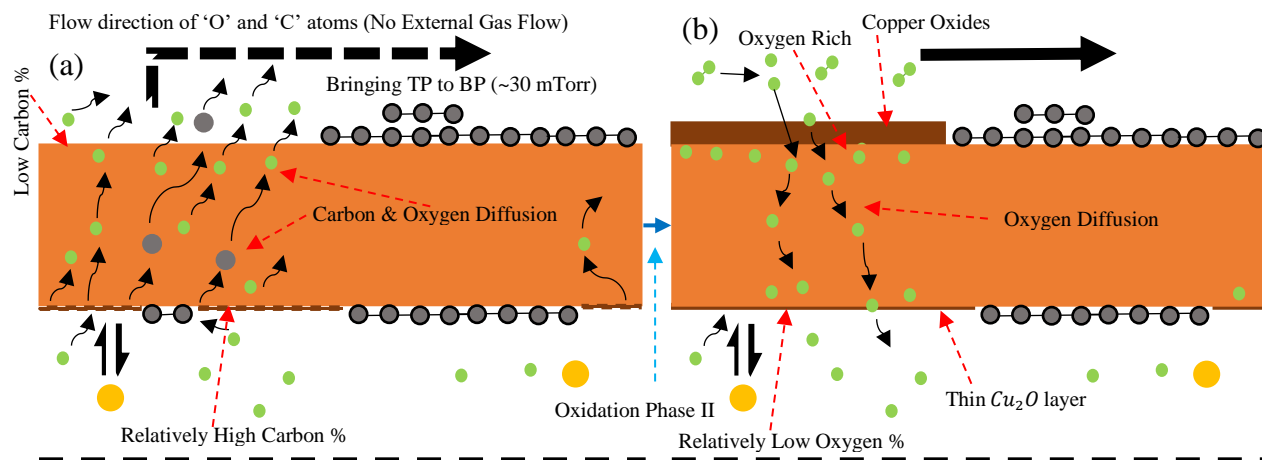 Flow direction of ‘O’ and ‘C’ atoms (No External Gas Flow)
(a)
Bringing TP to BP (~30 mTorr)
Low Carbon %
Carbon & Oxygen Diffusion
Relatively High Carbon %
Oxidation Phase II
(b)
Copper Oxides
Oxygen Rich
Oxygen Diffusion
Thin Cu₂O layer
Relatively Low Oxygen %